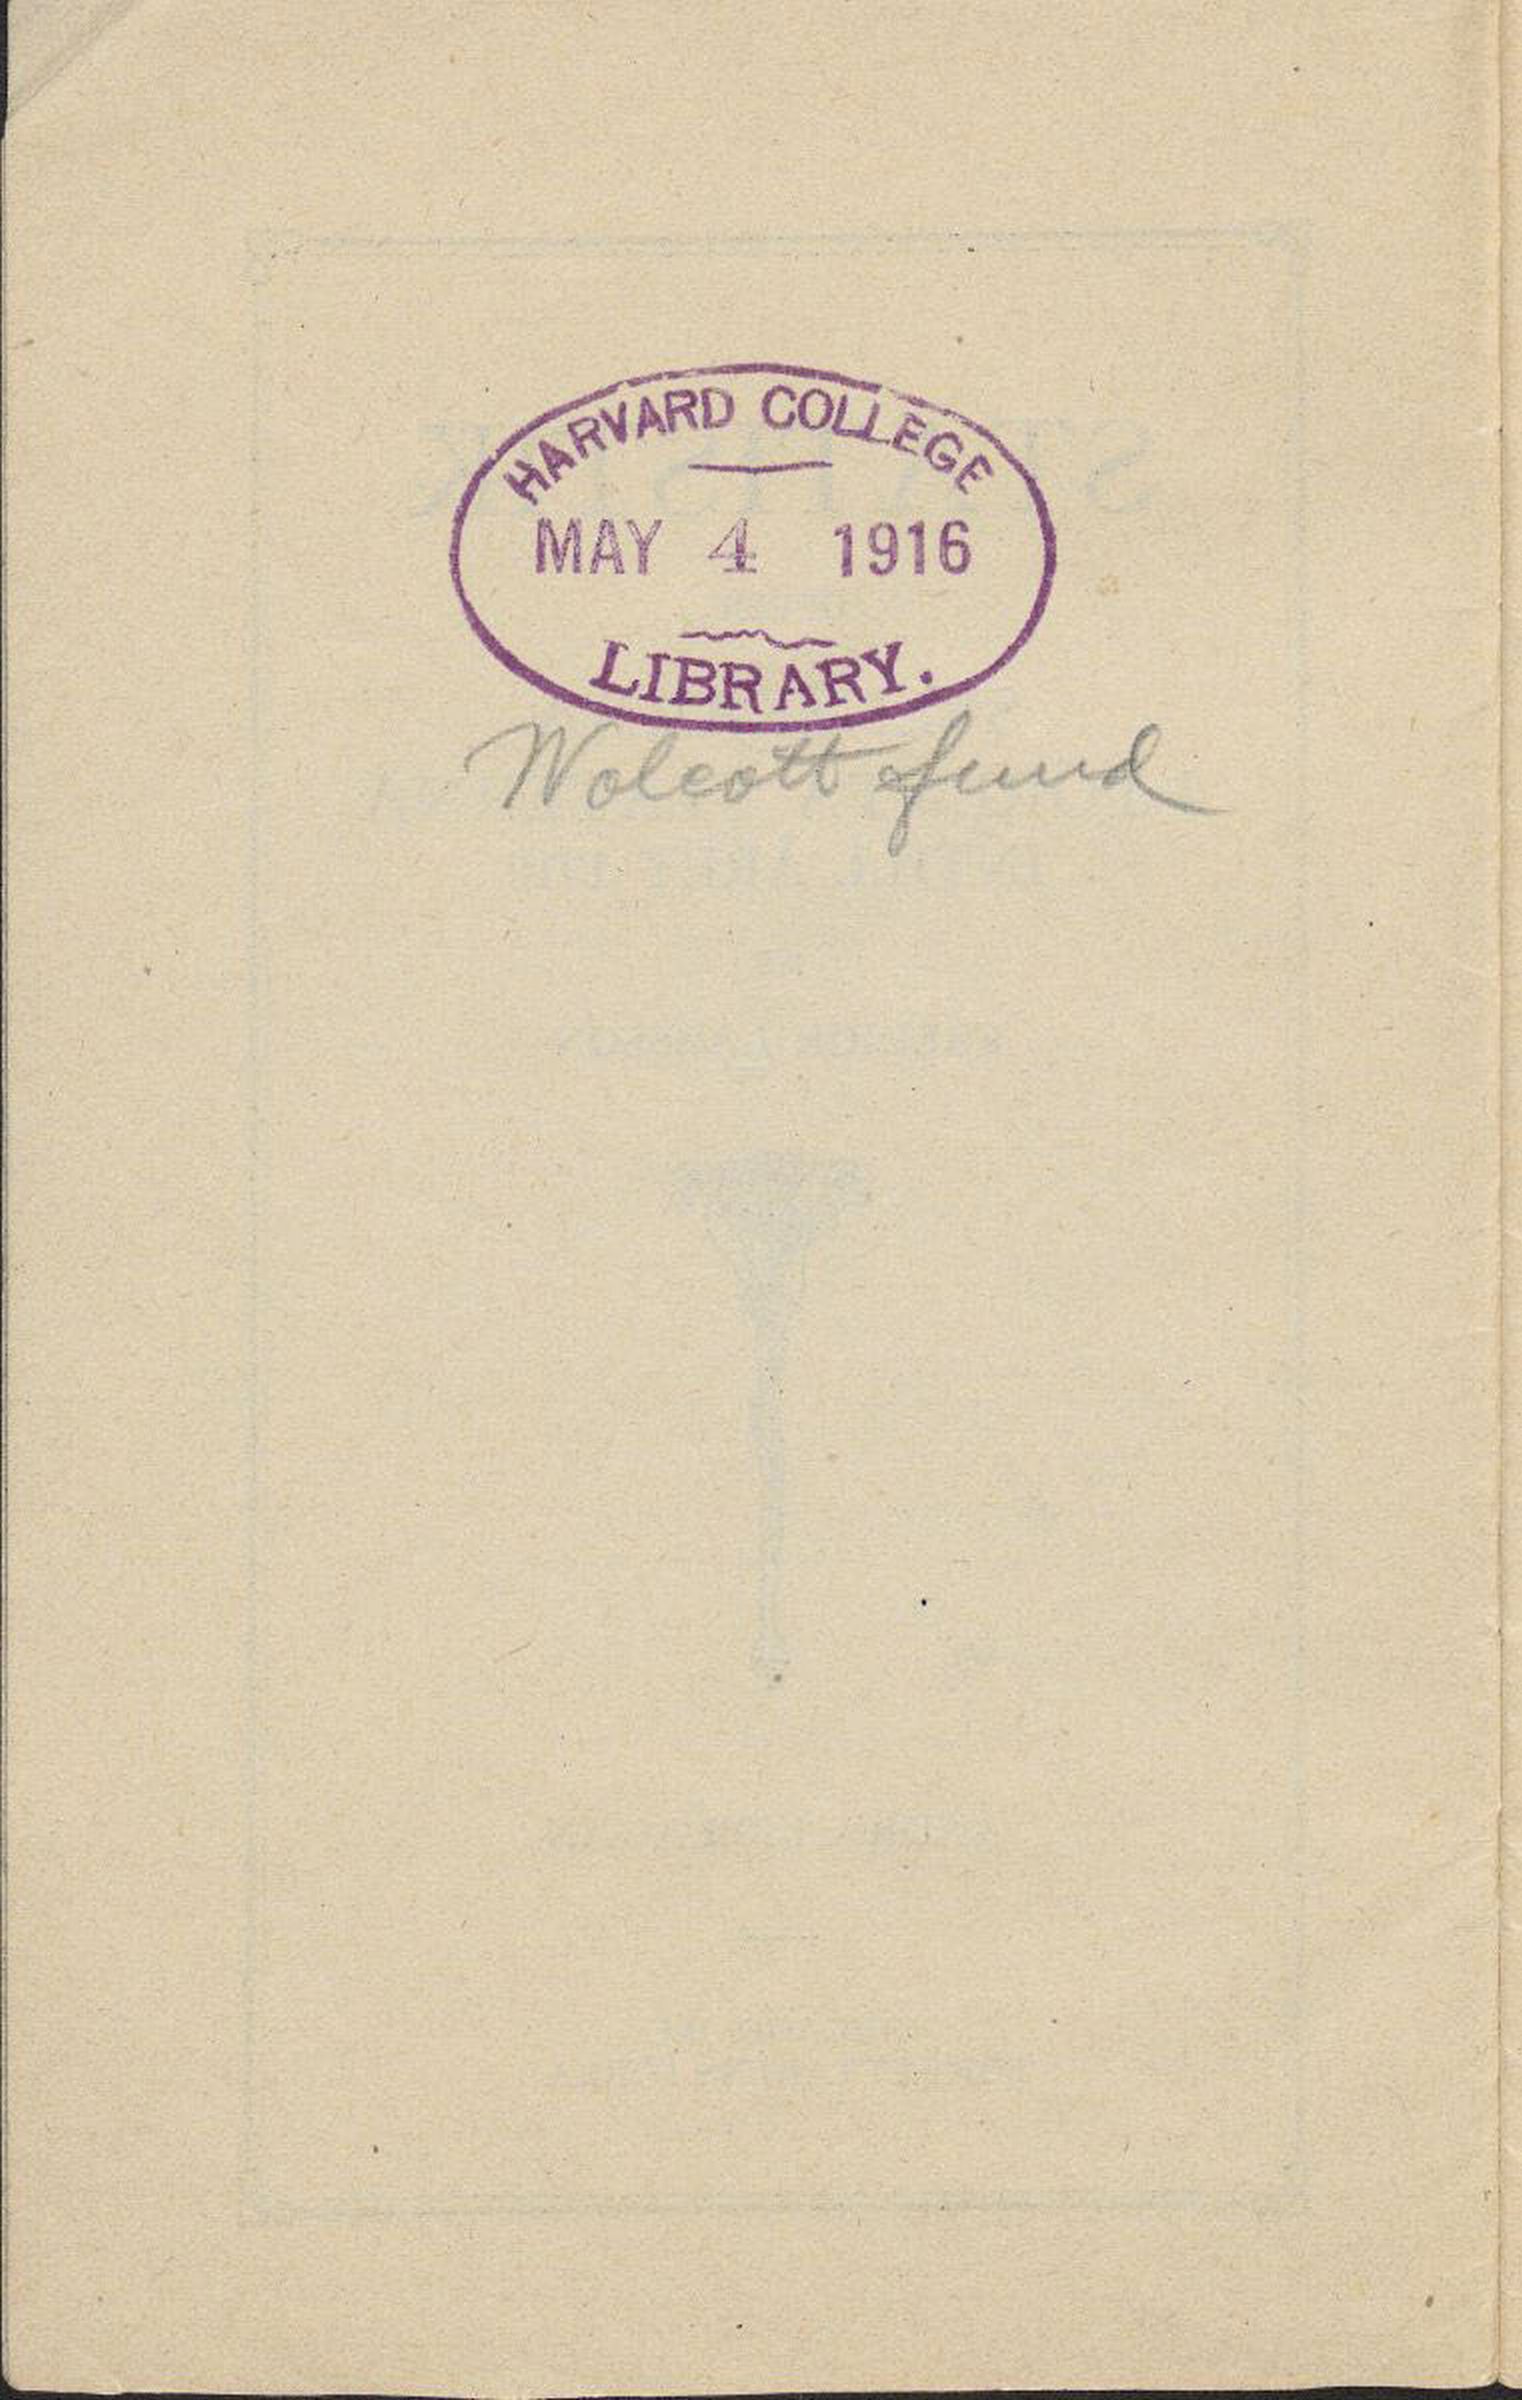 HARVARD COLLEGE
MAY 4 1916
LIBRARY.
Wolcott fund